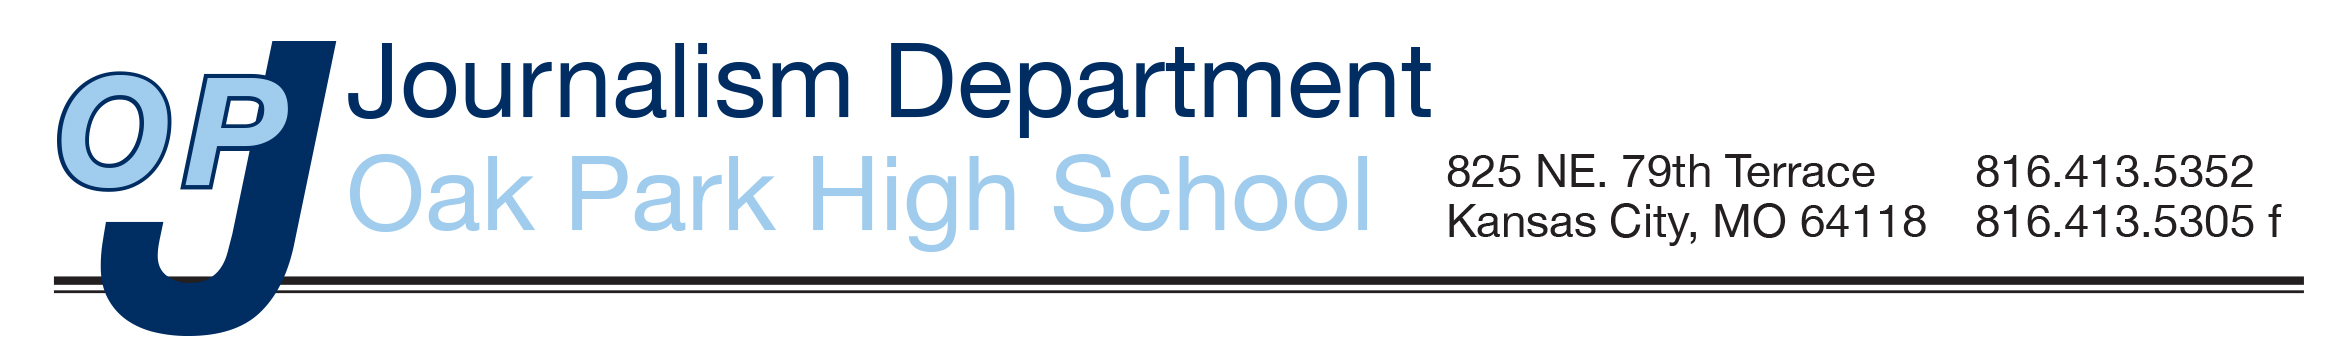 OPJ
Journalism Department
Oak Park High School
825 NE. 79th Terrace
Kansas City, MO 64118
816.413.5352
816.413.5305 f